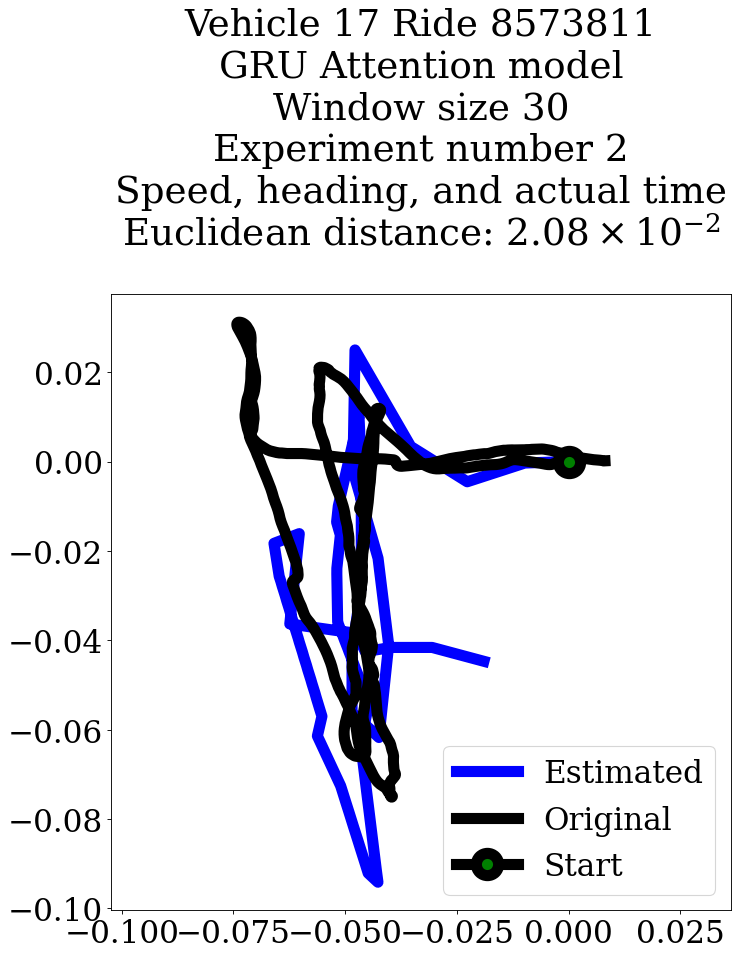 Vehicle 17 Ride 8573811
GRU Attention model
Window size 30
Experiment number 2
Speed, heading, and actual time
Euclidean distance: $2.08 \times 10^{-2}$
0.02
0.00
−0.02
−0.04
−0.06
−0.08
−0.10
−0.100 −0.075 −0.050 −0.025 0.000 0.025
Estimated
Original
Start